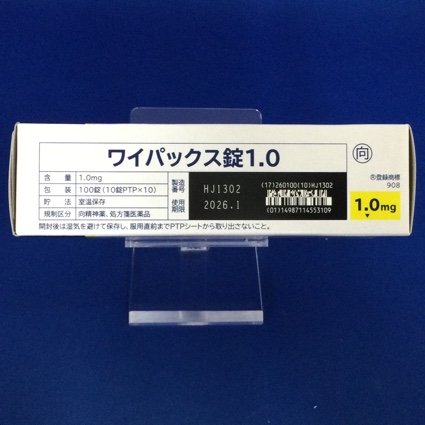 ワイパックス錠1.0
向
含量 1.0mg
包装 100錠(10錠PTP×10)
貯法 室温保存
規制区分 向精神薬、処方箋医薬品
製造番号 HJ1302
使用期限 2026.1
(17)260100(10)HJ1302
(01)14987114553109
Ⓡ登録商標
908
1.0mg
開封後は湿気を避けて保存し、服用直前までPTPシートから取り出さないこと。